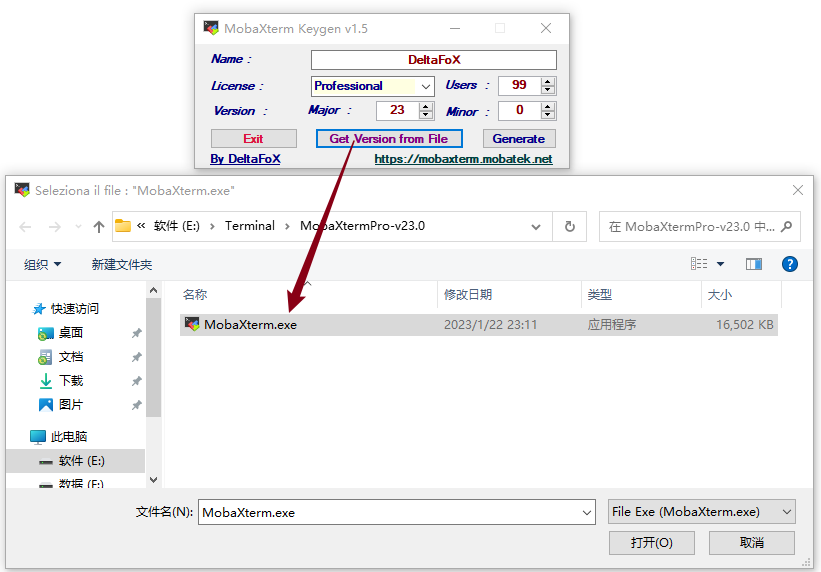 MobaXterm Keygen v1.5
Name : DeltaFoX
License : Professional Users : 99
Version : Major : 23 Minor : 0
Exit Get Version from File Generate
By DeltaFoX https://mobaxterm.mobatek.net
Seleziona il file : "MobaXterm.exe"
« 软件 (E:) › Terminal › MobaXtermPro-v23.0 在 MobaXtermPro-v23.0 中...
组织 新建文件夹 ?
名称 修改日期 类型 大小
快速访问
MobaXterm.exe 2023/1/22 23:11 应用程序 16,502 KB
桌面
文档
下载
图片
此电脑
软件 (E:)
数据 (F:)
文件名(N): MobaXterm.exe File Exe (MobaXterm.exe)
打开(O) 取消